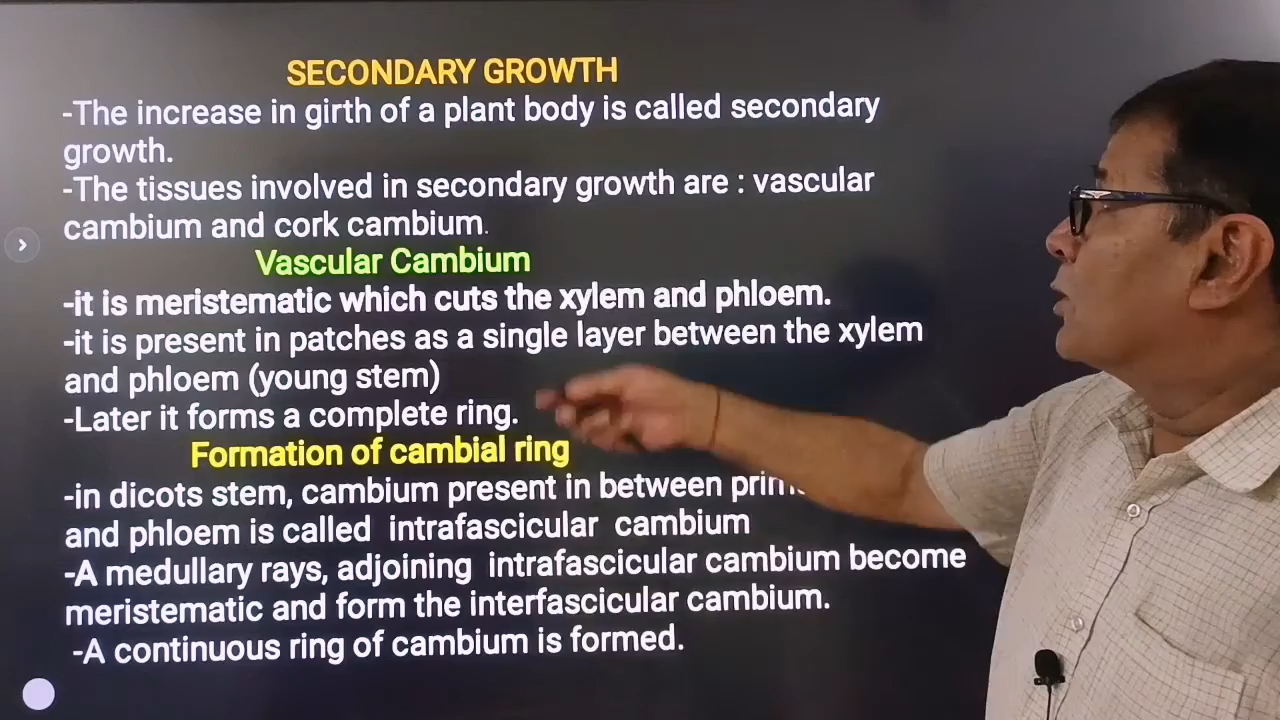 SECONDARY GROWTH
-The increase in girth of a plant body is called secondary
growth.
-The tissues involved in secondary growth are : vascular
cambium and cork cambium.
Vascular Cambium
-it is meristematic which cuts the xylem and phloem.
-it is present in patches as a single layer between the xylem
and phloem (young stem)
-Later it forms a complete ring.
Formation of cambial ring
-in dicots stem, cambium present in between
and phloem is called intrafascicular cambium
-A medullary rays, adjoining intrafascicular cambium become
meristematic and form the interfascicular cambium.
-A continuous ring of cambium is formed.